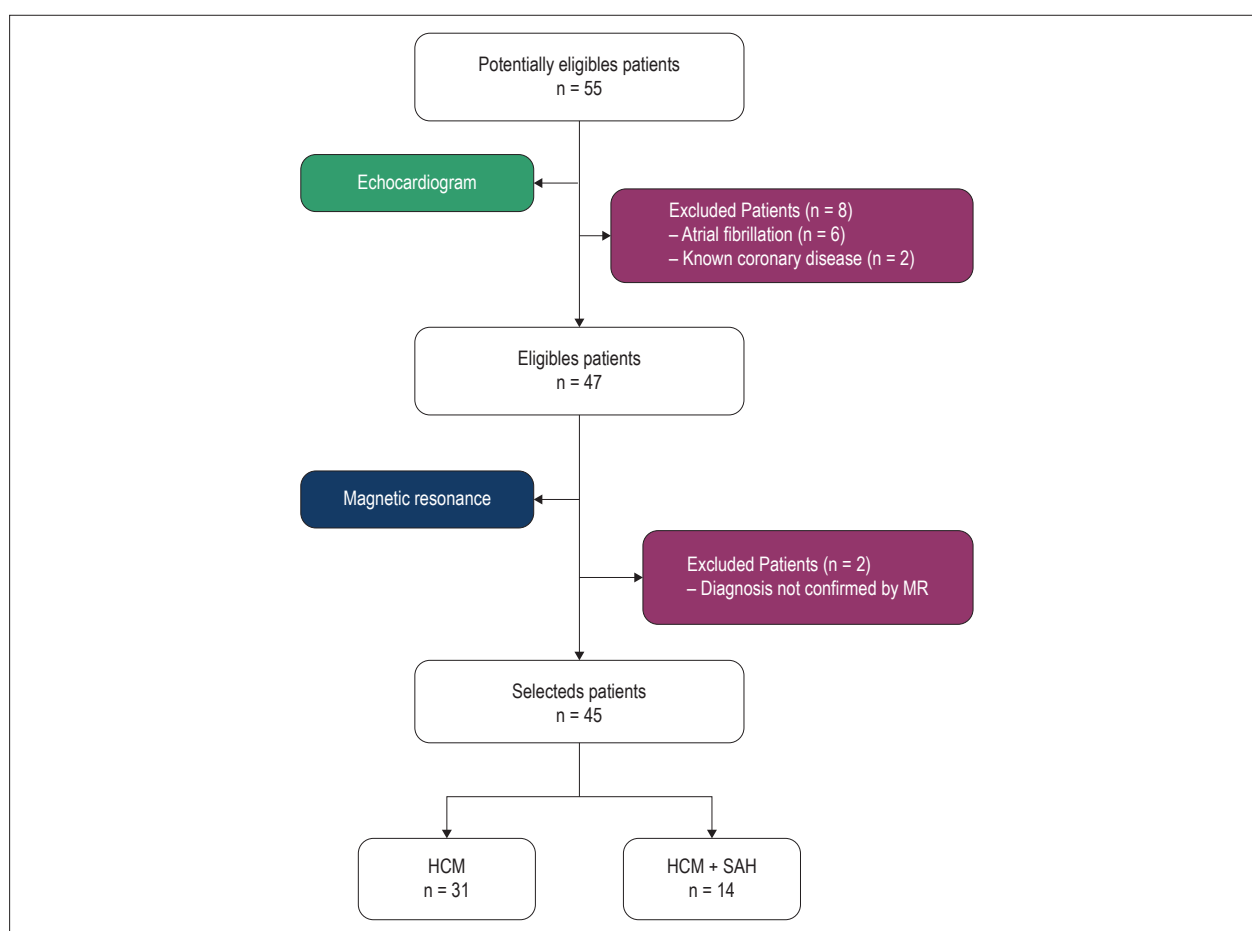 Potentially eligibles patients
n = 55
Echocardiogram
Excluded Patients (n = 8)
– Atrial fibrillation (n = 6)
– Known coronary disease (n = 2)
Eligibles patients
n = 47
Magnetic resonance
Excluded Patients (n = 2)
– Diagnosis not confirmed by MR
Selecteds patients
n = 45
HCM
n = 31
HCM + SAH
n = 14